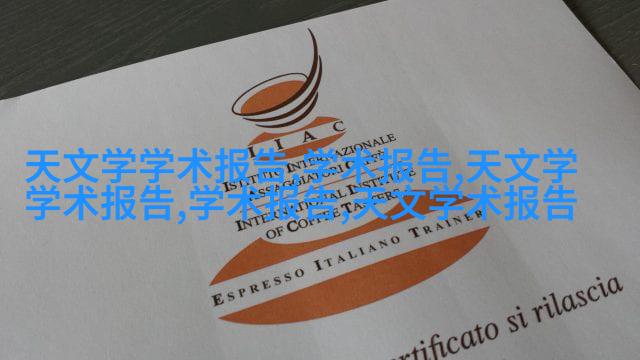 I I A C
ISTITUTO INTERNAZIONALE
ASSAGGIATORI CAFFÈ
INTERNATIONAL INSTITUTE
OF COFFEE TASTERS
天文学学术报告,学术报告,天文学
学术报告,学术报告,天文学术报告
ESPRESSO ITALIANO TRAINER
si rilascia